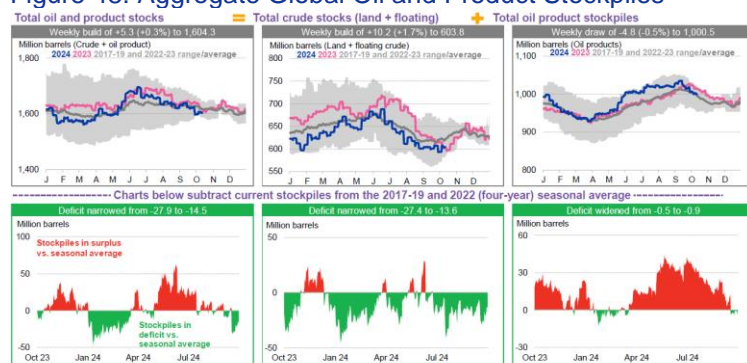 Figure 43: Aggregate Global Oil and Product Stockpiles
Total oil and product stocks = Total crude stocks (land + floating) + Total oil product stockpiles
Weekly build of +5.3 (+0.3%) to 1,604.3
Million barrels (Crude + oil product)
2024 2023 2017-19 and 2022-23 range/average
1,800
1,600
1,400
J F M A M J J A S O N D
Weekly build of +10.2 (+1.7%) to 603.8
Million barrels (Land + floating crude)
2024 2023 2017-19 and 2022-23 range/average
800
750
700
650
600
550
J F M A M J J A S O N D
Weekly draw of -4.8 (-0.5%) to 1,000.5
Million barrels (Oil products)
2024 2023 2017-19 and 2022-23 range/average
1,100
1,000
900
800
J F M A M J J A S O N D
Charts below subtract current stockpiles from the 2017-19 and 2022 (four-year) seasonal average
Deficit narrowed from -27.9 to -14.5
Million barrels
100
Stockpiles in
surplus
vs. seasonal average
50
0
Stockpiles in
deficit vs.
seasonal average
-50
Oct 23 Jan 24 Apr 24 Jul 24
Deficit narrowed from -27.4 to -13.6
Million barrels
50
0
-50
Oct 23 Jan 24 Apr 24 Jul 24
Deficit widened from -0.5 to -0.9
Million barrels
60
30
0
-30
Oct 23 Jan 24 Apr 24 Jul 24